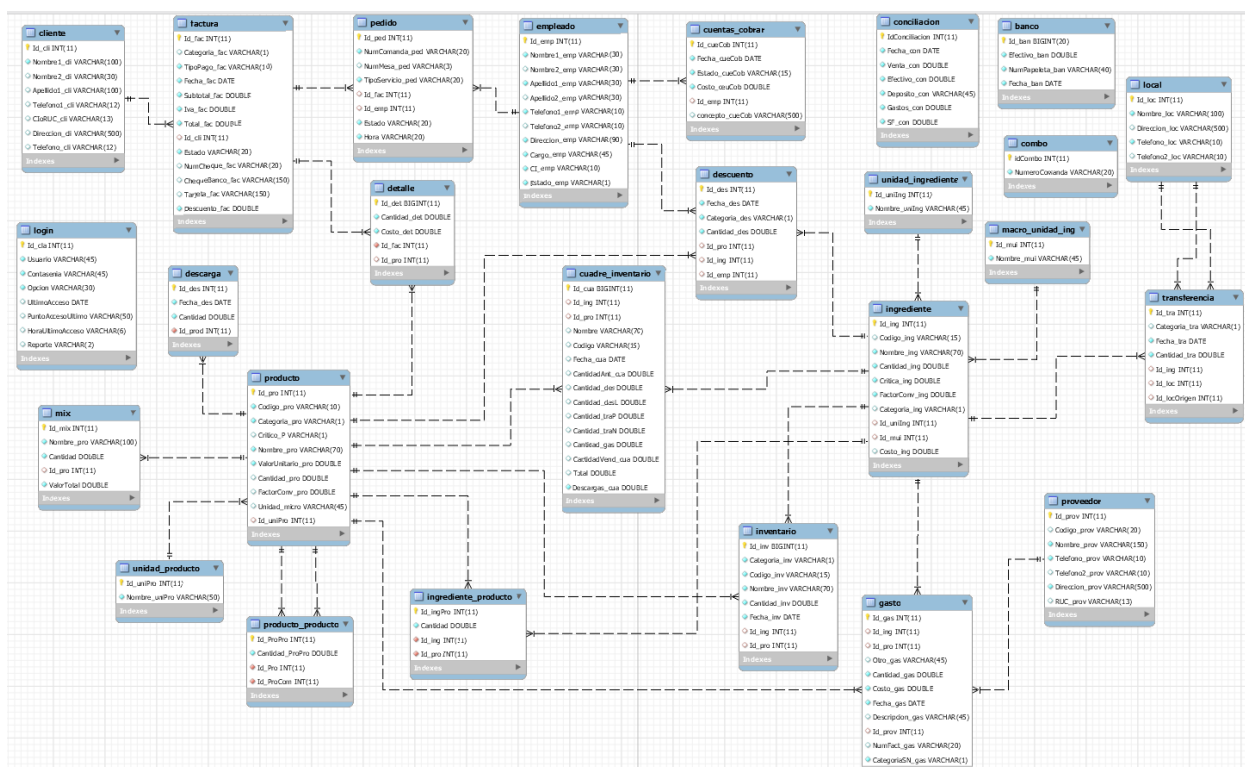 cliente
Id_cli INT(11)
Nombre1_cli VARCHAR(100)
Nombre2_cli VARCHAR(30)
Apellido1_cli VARCHAR(100)
Telefono1_cli VARCHAR(12)
CIoRUC_cli VARCHAR(13)
Direccion_cli VARCHAR(500)
Telefono_cli VARCHAR(12)
Indexes
factura
Id_fac INT(11)
Categoria_fac VARCHAR(1)
TipoPago_fac VARCHAR(10)
Fecha_fac DATE
Subtotal_fac DOUBLE
Iva_fac DOUBLE
Total_fac DOUBLE
Id_cli INT(11)
Estado VARCHAR(20)
NumCheque_fac VARCHAR(20)
ChequeBanco_fac VARCHAR(150)
Tarjeta_fac VARCHAR(150)
Descuento_fac DOUBLE
Indexes
pedido
Id_ped INT(11)
NumComanda_ped VARCHAR(20)
NumMesa_ped VARCHAR(3)
TipoServicio_ped VARCHAR(20)
Id_fac INT(11)
Id_emp INT(11)
Estado VARCHAR(20)
Hora VARCHAR(20)
Indexes
empleado
Id_emp INT(11)
Nombre1_emp VARCHAR(30)
Nombre2_emp VARCHAR(30)
Apellido1_emp VARCHAR(30)
Apellido2_emp VARCHAR(30)
Telefono1_emp VARCHAR(10)
Telefono2_emp VARCHAR(10)
Direccion_emp VARCHAR(90)
Cargo_emp VARCHAR(45)
CI_emp VARCHAR(10)
Estado_emp VARCHAR(1)
Indexes
cuentas_cobrar
Id_cueCob INT(11)
Fecha_cueCob DATE
Estado_cueCob VARCHAR(15)
Costo_cueCob DOUBLE
Id_emp INT(11)
concepto_cueCob VARCHAR(500)
Indexes
conciliacion
IdConciliacion INT(11)
Fecha_con DATE
Venta_con DOUBLE
Efectivo_con DOUBLE
Deposito_con VARCHAR(45)
Gastos_con DOUBLE
SF_con DOUBLE
Indexes
banco
Id_ban BIGINT(20)
Efectivo_ban DOUBLE
NumPapeleta_ban VARCHAR(40)
Fecha_ban DATE
Indexes
local
Id_loc INT(11)
Nombre_loc VARCHAR(100)
Direccion_loc VARCHAR(500)
Telefono_loc VARCHAR(10)
Telefono2_loc VARCHAR(10)
Indexes
combo
idCombo INT(11)
NumeroComanda VARCHAR(20)
Indexes
detalle
Id_det BIGINT(11)
Cantidad_det DOUBLE
Costo_det DOUBLE
Id_fac INT(11)
Id_pro INT(11)
Indexes
descuento
Id_des INT(11)
Fecha_des DATE
Categoria_des VARCHAR(1)
Cantidad_des DOUBLE
Id_pro INT(11)
Id_ing INT(11)
Id_emp INT(11)
Indexes
unidad_ingrediente
Id_uniIng INT(11)
Nombre_uniIng VARCHAR(45)
Indexes
macro_unidad_ing
Id_mui INT(11)
Nombre_mui VARCHAR(45)
Indexes
login
Id_cla INT(11)
Usuario VARCHAR(45)
Contasenia VARCHAR(45)
Opcion VARCHAR(30)
UltimoAcceso DATE
PuntoAccesoUltimo VARCHAR(50)
HoraUltimoAcceso VARCHAR(6)
Reporte VARCHAR(2)
Indexes
descarga
Id_des INT(11)
Fecha_des DATE
Cantidad DOUBLE
Id_prod INT(11)
Indexes
cuadre_inventario
Id_cua BIGINT(11)
Id_ing INT(11)
Id_pro INT(11)
Nombre VARCHAR(70)
Codigo VARCHAR(15)
Fecha_cua DATE
CantidadAnt_cua DOUBLE
Cantidad_des DOUBLE
Cantidad_desL DOUBLE
Cantidad_traP DOUBLE
Cantidad_traN DOUBLE
Cantidad_gas DOUBLE
CactidadVend_cua DOUBLE
Total DOUBLE
Descargas_cua DOUBLE
Indexes
ingrediente
Id_ing INT(11)
Codigo_ing VARCHAR(15)
Nombre_ing VARCHAR(70)
Cantidad_ing DOUBLE
Critica_ing DOUBLE
FactorConv_ing DOUBLE
Categoria_ing VARCHAR(1)
Id_uniIng INT(11)
Id_mui INT(11)
Costo_ing DOUBLE
Indexes
transferencia
Id_tra INT(11)
Categoria_tra VARCHAR(1)
Fecha_tra DATE
Cantidad_tra DOUBLE
Id_ing INT(11)
Id_loc INT(11)
Id_locOrigen INT(11)
Indexes
producto
Id_pro INT(11)
Codigo_pro VARCHAR(10)
Categoria_pro VARCHAR(1)
Critico_P VARCHAR(1)
Nombre_pro VARCHAR(70)
ValorUnitario_pro DOUBLE
Cantidad_pro DOUBLE
FactorConv_pro DOUBLE
Unidad_micro VARCHAR(45)
Id_uniPro INT(11)
Indexes
mix
Id_mix INT(11)
Nombre_pro VARCHAR(100)
Cantidad DOUBLE
Id_pro INT(11)
ValorTotal DOUBLE
Indexes
unidad_producto
Id_uniPro INT(11)
Nombre_uniPro VARCHAR(50)
Indexes
producto_producto
Id_ProPro INT(11)
Cantidad_ProPro DOUBLE
Id_Pro INT(11)
Id_ProCom INT(11)
Indexes
ingrediente_producto
Id_ingPro INT(11)
Cantidad DOUBLE
Id_ing INT(11)
Id_pro INT(11)
Indexes
inventario
Id_inv BIGINT(11)
Categoria_inv VARCHAR(1)
Codigo_inv VARCHAR(15)
Nombre_inv VARCHAR(70)
Cantidad_inv DOUBLE
Fecha_inv DATE
Id_ing INT(11)
Id_pro INT(11)
Indexes
gasto
Id_gas INT(11)
Id_ing INT(11)
Id_pro INT(11)
Otro_gas VARCHAR(45)
Cantidad_gas DOUBLE
Costo_gas DOUBLE
Fecha_gas DATE
Descripcion_gas VARCHAR(45)
Id_prov INT(11)
NumFact_gas VARCHAR(20)
CategoriaSN_gas VARCHAR(1)
proveedor
Id_prov INT(11)
Codigo_prov VARCHAR(20)
Nombre_prov VARCHAR(150)
Telefono_prov VARCHAR(10)
Telefono2_prov VARCHAR(10)
Direccion_prov VARCHAR(500)
RUC_prov VARCHAR(13)
Indexes